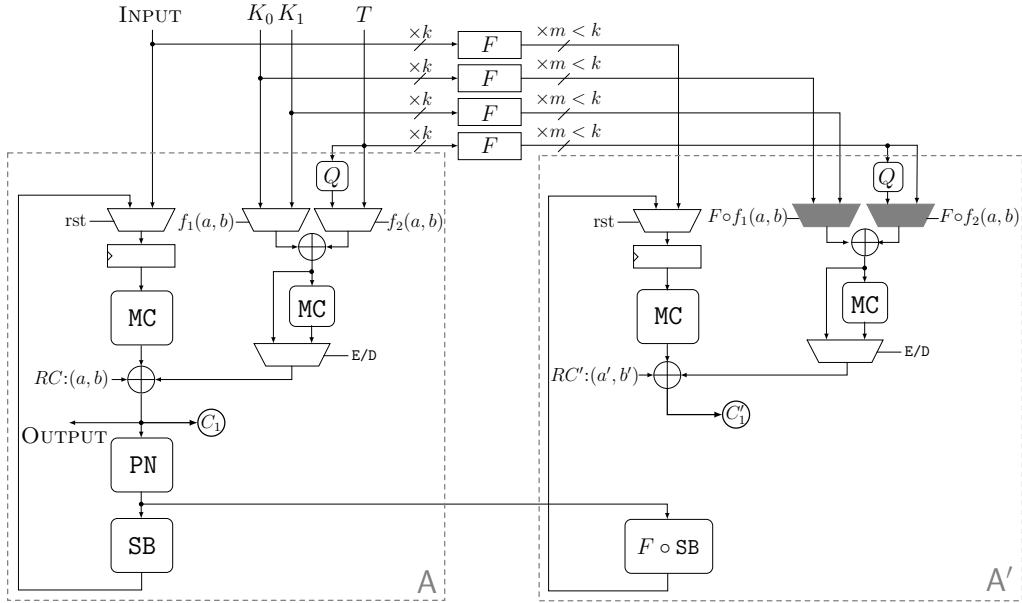 INPUT K₀ K₁ T
×k F ×m < k
×k F ×m < k
×k F ×m < k
×k F ×m < k
Q Q
rst f₁(a, b) f₂(a, b) rst F∘f₁(a, b) F∘f₂(a, b)
MC MC MC MC
E/D E/D
RC:(a, b) RC′:(a′, b′)
OUTPUT C₁ C′₁
PN
SB F ∘ SB
A A′